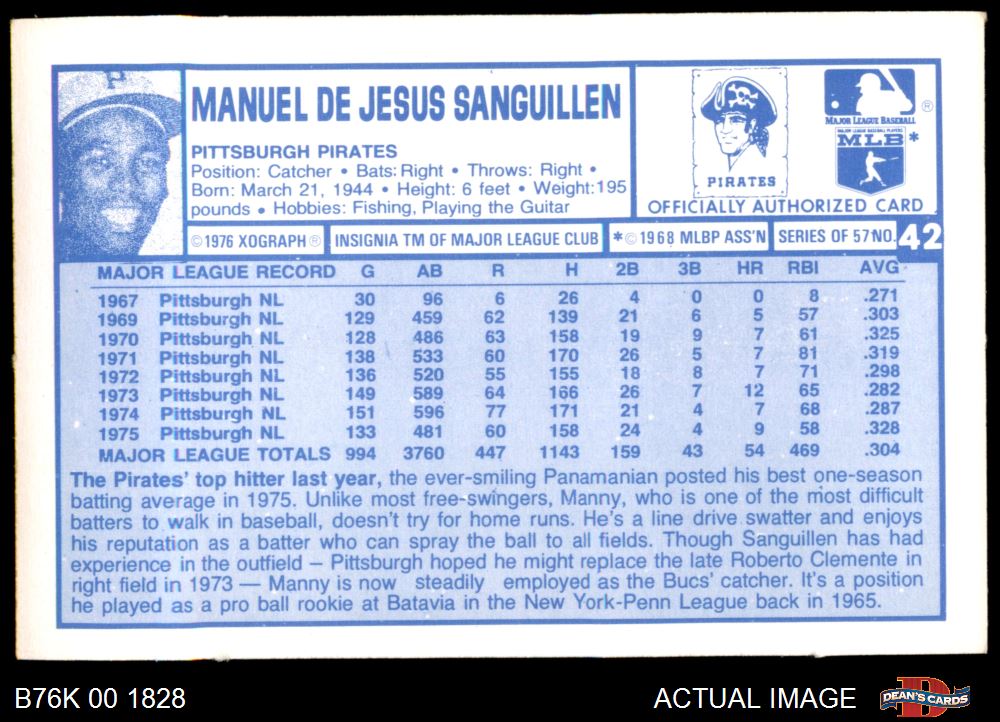 P
MANUEL DE JESUS SANGUILLEN
PITTSBURGH PIRATES
Position: Catcher • Bats: Right • Throws: Right •
Born: March 21, 1944 • Height: 6 feet • Weight:195
pounds • Hobbies: Fishing, Playing the Guitar
PIRATES
MAJOR LEAGUE BASEBALL ®
MAJOR LEAGUE BASEBALL PLAYERS
MLB *
OFFICIALLY AUTHORIZED CARD
© 1976 XOGRAPH ® INSIGNIA TM OF MAJOR LEAGUE CLUB *© 1968 MLBP ASS'N SERIES OF 57 NO. 42
MAJOR LEAGUE RECORD G AB R H 2B 3B HR RBI AVG
1967 Pittsburgh NL 30 96 6 26 4 0 0 8 .271
1969 Pittsburgh NL 129 459 62 139 21 6 5 57 .303
1970 Pittsburgh NL 128 486 63 158 19 9 7 61 .325
1971 Pittsburgh NL 138 533 60 170 26 5 7 81 .319
1972 Pittsburgh NL 136 520 55 155 18 8 7 71 .298
1973 Pittsburgh NL 149 589 64 166 26 7 12 65 .282
1974 Pittsburgh NL 151 596 77 171 21 4 7 68 .287
1975 Pittsburgh NL 133 481 60 158 24 4 9 58 .328
MAJOR LEAGUE TOTALS 994 3760 447 1143 159 43 54 469 .304
The Pirates' top hitter last year, the ever-smiling Panamanian posted his best one-season
batting average in 1975. Unlike most free-swingers, Manny, who is one of the most difficult
batters to walk in baseball, doesn't try for home runs. He's a line drive swatter and enjoys
his reputation as a batter who can spray the ball to all fields. Though Sanguillen has had
experience in the outfield — Pittsburgh hoped he might replace the late Roberto Clemente in
right field in 1973 — Manny is now steadily employed as the Bucs' catcher. It's a position
he played as a pro ball rookie at Batavia in the New York-Penn League back in 1965.
B76K 00 1828
ACTUAL IMAGE
D
DEAN'S CARDS